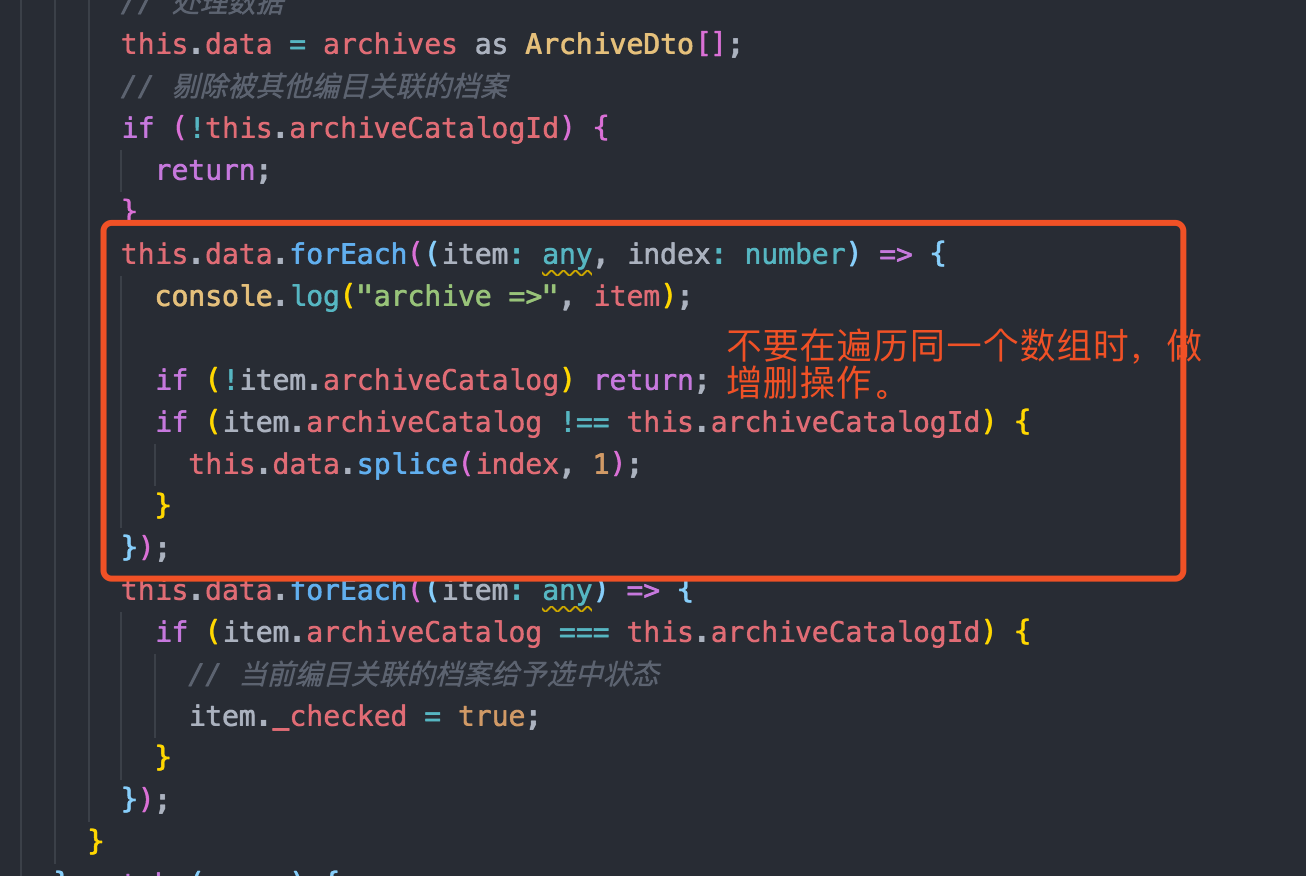 // 处理数据
this.data = archives as ArchiveDto[];
// 剔除被其他编目关联的档案
if (!this.archiveCatalogId) {
return;
}
this.data.forEach((item: any, index: number) => {
console.log("archive =>", item);
不要在遍历同一个数组时，做
增删操作。
if (!item.archiveCatalog) return;
if (item.archiveCatalog !== this.archiveCatalogId) {
this.data.splice(index, 1);
}
});
this.data.forEach((item: any) => {
if (item.archiveCatalog === this.archiveCatalogId) {
// 当前编目关联的档案给予选中状态
item._checked = true;
}
});
}